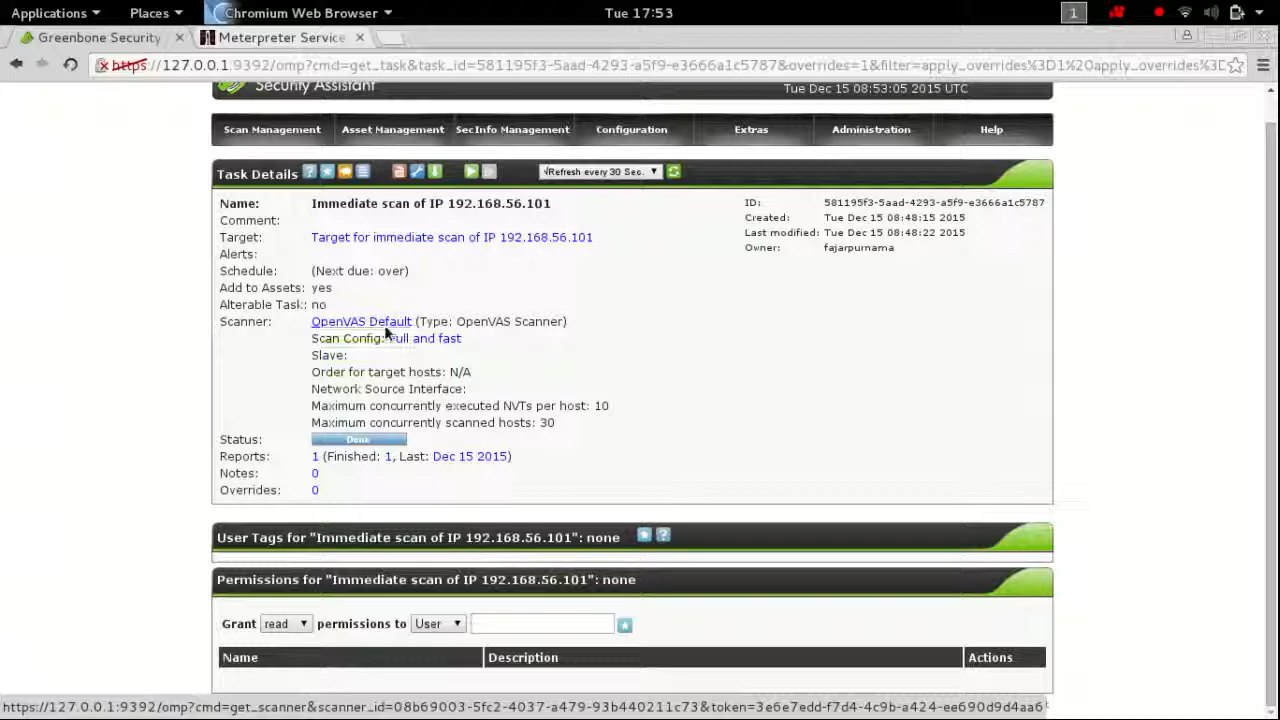 Applications Places Chromium Web Browser Tue 17:53 1
Greenbone Security Meterpreter Service
https://127.0.0.1:9392/omp?cmd=get_task&task_id=581195f3-5aad-4293-a5f9-e3666a1c5787&overrides=1&filter=apply_overrides%3D1%20apply_overrides%3D
Security Assistant Tue Dec 15 08:53:05 2015 UTC
Scan Management Asset Management SecInfo Management Configuration Extras Administration Help
Task Details √Refresh every 30 Sec.
Name: Immediate scan of IP 192.168.56.101 ID: 581195f3-5aad-4293-a5f9-e3666a1c5787
Comment: Created: Tue Dec 15 08:48:15 2015
Target: Target for immediate scan of IP 192.168.56.101 Last modified: Tue Dec 15 08:48:22 2015
Alerts: Owner: fajarpurnama
Schedule: (Next due: over)
Add to Assets: yes
Alterable Task: no
Scanner: OpenVAS Default (Type: OpenVAS Scanner)
Scan Config: Full and fast
Slave:
Order for target hosts: N/A
Network Source Interface:
Maximum concurrently executed NVTs per host: 10
Maximum concurrently scanned hosts: 30
Status: Done
Reports: 1 (Finished: 1, Last: Dec 15 2015)
Notes: 0
Overrides: 0
User Tags for "Immediate scan of IP 192.168.56.101": none
Permissions for "Immediate scan of IP 192.168.56.101": none
Grant read permissions to User
Name Description Actions
https://127.0.0.1:9392/omp?cmd=get_scanner&scanner_id=08b69003-5fc2-4037-a479-93b440211c73&token=3e6e7edd-f7d4-4c9b-a424-ee690d9d4aa6